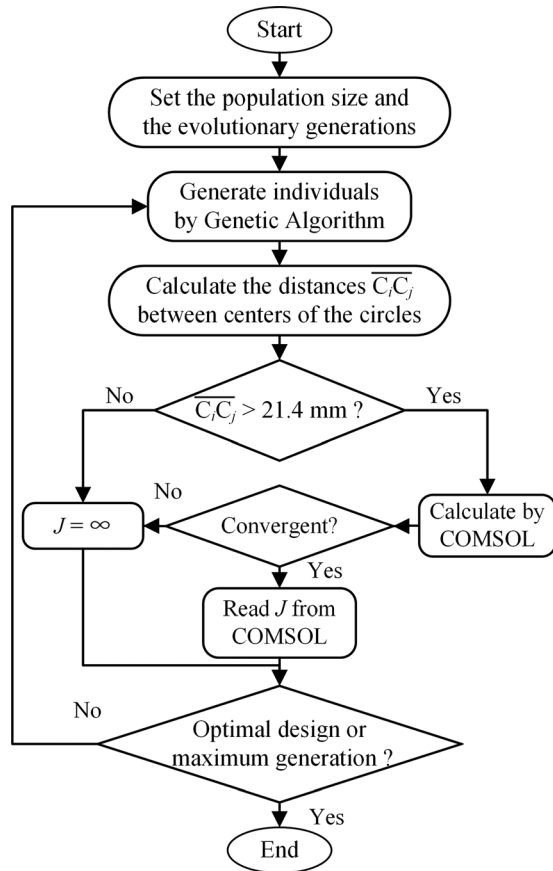 Start
Set the population size and
the evolutionary generations
Generate individuals
by Genetic Algorithm
Calculate the distances C̅ᵢC̅ⱼ
between centers of the circles
No
C̅ᵢC̅ⱼ > 21.4 mm ?
Yes
J = ∞
No
Convergent?
Calculate by
COMSOL
Yes
Read J from
COMSOL
No
Optimal design or
maximum generation ?
Yes
End